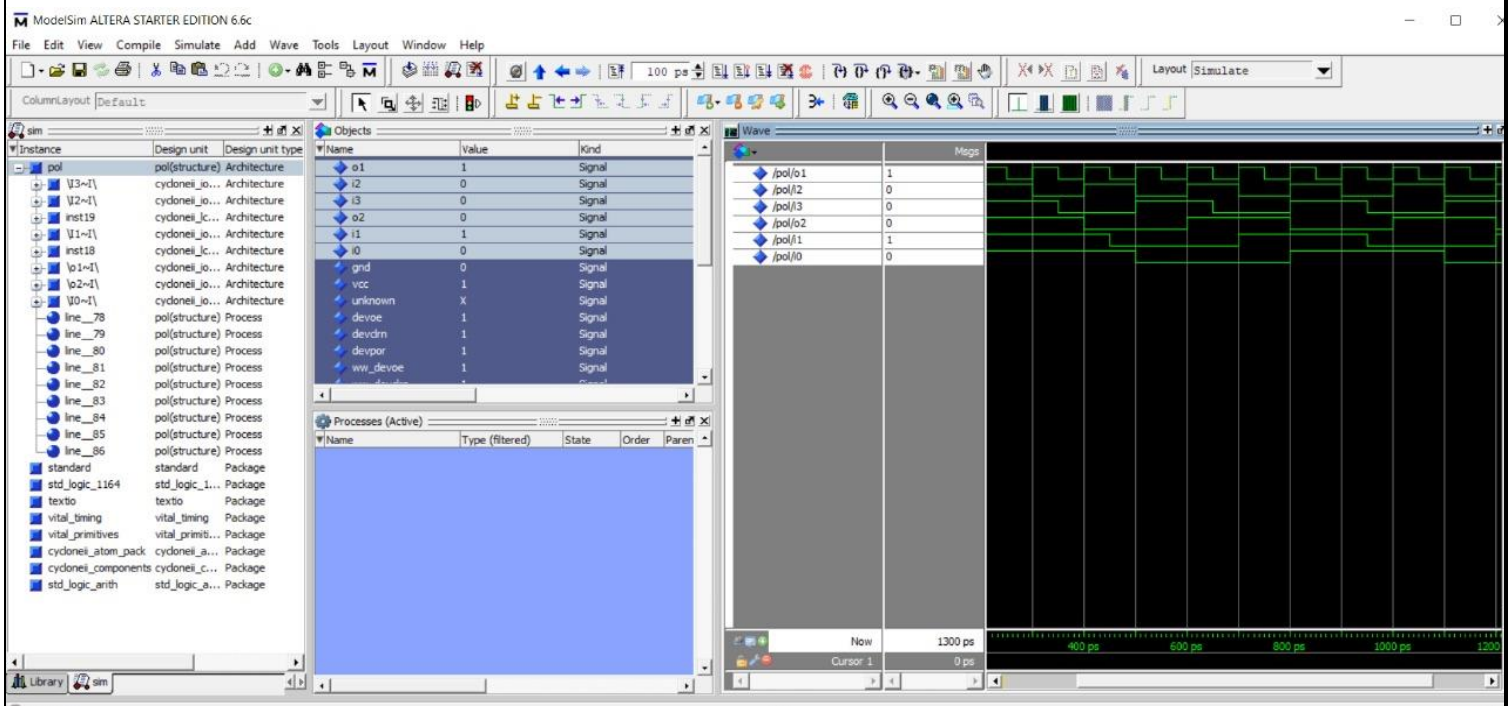 ModelSim ALTERA STARTER EDITION 6.6c
File Edit View Compile Simulate Add Wave Tools Layout Window Help
100 ps
Layout Simulate
ColumnLayout Default
sim
Instance Design unit Design unit type
pol pol(structure) Architecture
\I3~I\ cycloneii_io... Architecture
\I2~I\ cycloneii_io... Architecture
inst19 cycloneii_lc... Architecture
\I1~I\ cycloneii_io... Architecture
inst18 cycloneii_lc... Architecture
\o1~I\ cycloneii_io... Architecture
\o2~I\ cycloneii_io... Architecture
\I0~I\ cycloneii_io... Architecture
line__78 pol(structure) Process
line__79 pol(structure) Process
line__80 pol(structure) Process
line__81 pol(structure) Process
line__82 pol(structure) Process
line__83 pol(structure) Process
line__84 pol(structure) Process
line__85 pol(structure) Process
line__86 pol(structure) Process
standard standard Package
std_logic_1164 std_logic_1... Package
textio textio Package
vital_timing vital_timing Package
vital_primitives vital_primiti... Package
cycloneii_atom_pack cycloneii_a... Package
cycloneii_components cycloneii_c... Package
std_logic_arith std_logic_a... Package
Library sim
Objects
Name Value Kind
o1 1 Signal
i2 0 Signal
i3 0 Signal
o2 0 Signal
i1 1 Signal
i0 0 Signal
gnd 0 Signal
vcc 1 Signal
unknown X Signal
devoe 1 Signal
devclrn 1 Signal
devpor 1 Signal
ww_devoe 1 Signal
Processes (Active)
Name Type (filtered) State Order Paren
Wave
Msgs
/pol/o1 1
/pol/i2 0
/pol/i3 0
/pol/o2 0
/pol/i1 1
/pol/i0 0
Now 1300 ps
Cursor 1 0 ps
400 ps 600 ps 800 ps 1000 ps 1200